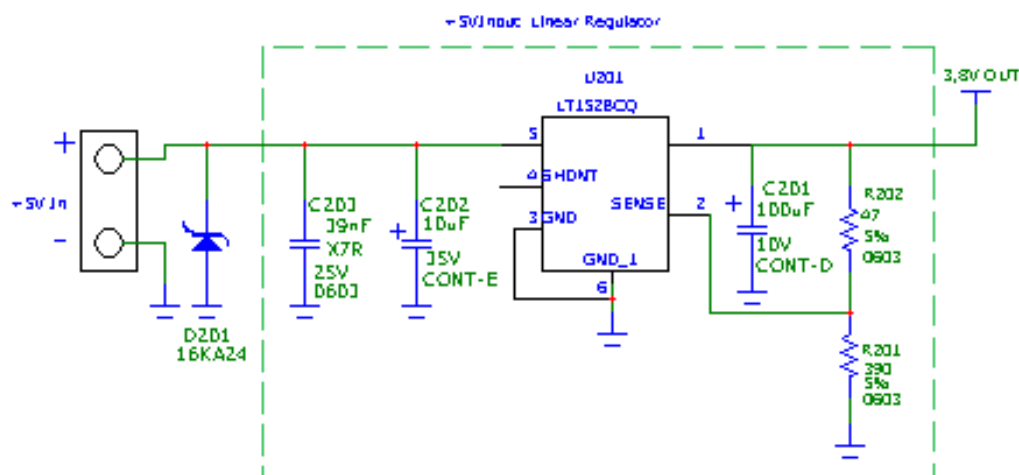 +5VInput Linear Regulator
U201
LT1528CQ
3,8V OUT
+
+5V In
-
5
4
SHDNT
3
GND
SENSE
GND_1
6
1
2
C203
39nF
X7R
25V
0603
+
C202
10uF
35V
CONT-E
+
C201
100uF
10V
CONT-D
R202
47
5%
0603
R201
390
5%
0603
D201
16KA24